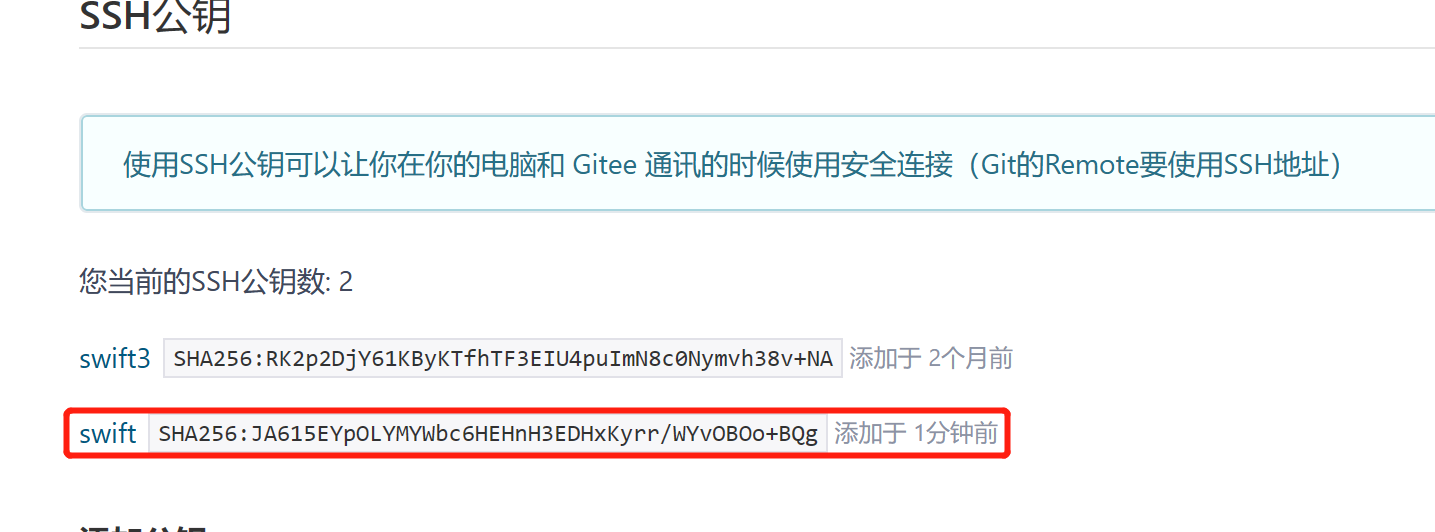 SSH公钥
使用SSH公钥可以让你在你的电脑和 Gitee 通讯的时候使用安全连接（Git的Remote要使用SSH地址）
您当前的SSH公钥数: 2
swift3 SHA256:RK2p2DjY61KByKTfhTF3EIU4puImN8c0Nymvh38v+NA 添加于 2个月前
swift SHA256:JA615EYpOLYMYWbc6HEHnH3EDHxKyrr/WYvOBOo+BQg 添加于 1分钟前
添加公钥